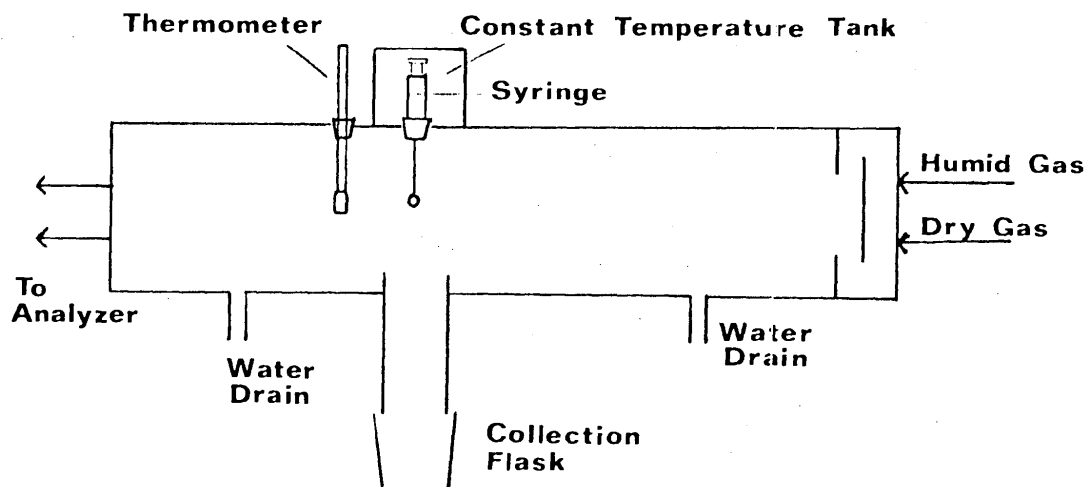 Thermometer
Constant Temperature Tank
Syringe
Humid Gas
Dry Gas
To
Analyzer
Water
Drain
Water
Drain
Collection
Flask